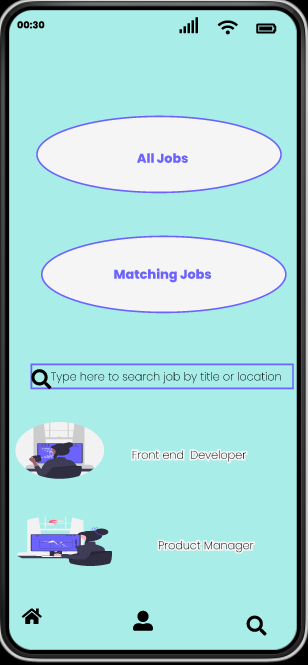 00:30
All Jobs
Matching Jobs
Type here to search job by title or location
Front end Developer
Product Manager